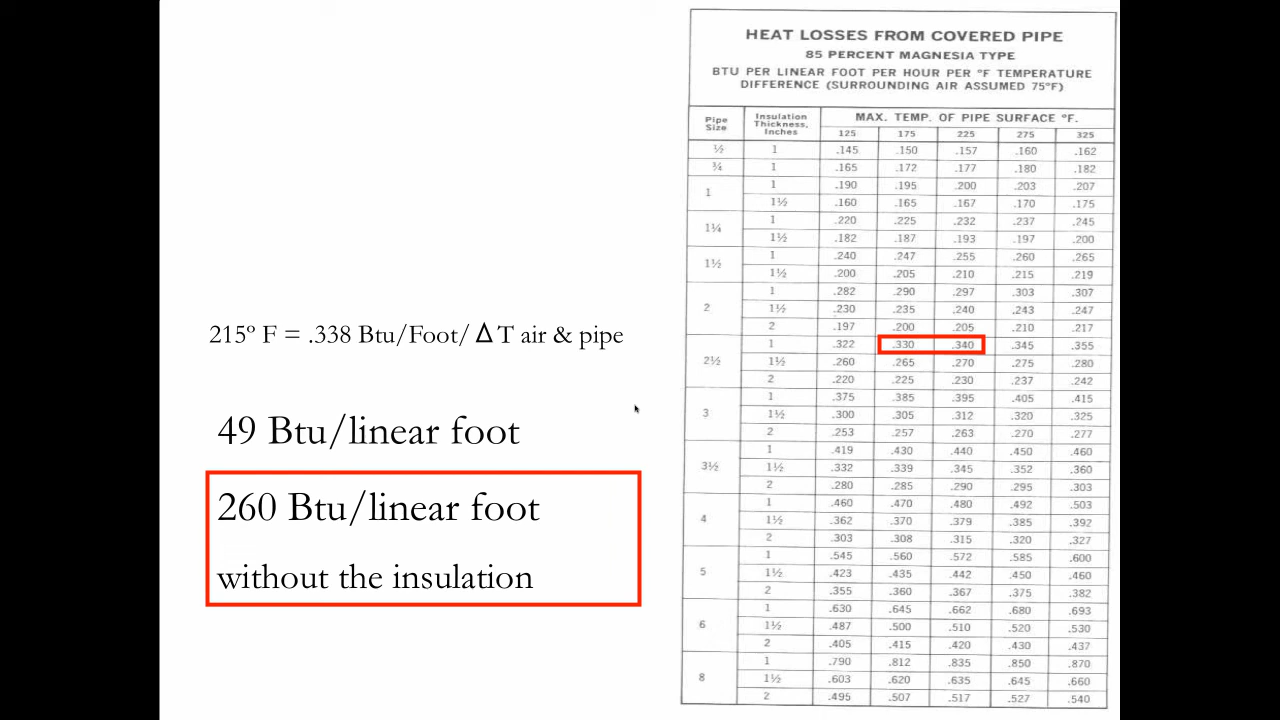 215º F = .338 Btu/Foot/ Δ T air & pipe
49 Btu/linear foot
260 Btu/linear foot
without the insulation
HEAT LOSSES FROM COVERED PIPE
85 PERCENT MAGNESIA TYPE
BTU PER LINEAR FOOT PER HOUR PER ºF TEMPERATURE
DIFFERENCE (SURROUNDING AIR ASSUMED 75ºF)
Pipe Size Insulation Thickness, Inches MAX. TEMP. OF PIPE SURFACE ºF.
125 175 225 275 325
½ 1 .145 .150 .157 .160 .162
¾ 1 .165 .172 .177 .180 .182
1 1 .190 .195 .200 .203 .207
1½ .160 .165 .167 .170 .175
1¼ 1 .220 .225 .232 .237 .245
1½ .182 .187 .193 .197 .200
1½ 1 .240 .247 .255 .260 .265
1½ .200 .205 .210 .215 .219
2 1 .282 .290 .297 .303 .307
1½ .230 .235 .240 .243 .247
2 .197 .200 .205 .210 .217
2½ 1 .322 .330 .340 .345 .355
1½ .260 .265 .270 .275 .280
2 .220 .225 .230 .237 .242
3 1 .375 .385 .395 .405 .415
1½ .300 .305 .312 .320 .325
2 .253 .257 .263 .270 .277
3½ 1 .419 .430 .440 .450 .460
1½ .332 .339 .345 .352 .360
2 .280 .285 .290 .295 .303
4 1 .460 .470 .480 .492 .503
1½ .362 .370 .379 .385 .392
2 .303 .308 .315 .320 .327
5 1 .545 .560 .572 .585 .600
1½ .423 .435 .442 .450 .460
2 .355 .360 .367 .375 .382
6 1 .630 .645 .662 .680 .693
1½ .487 .500 .510 .520 .530
2 .405 .415 .420 .430 .437
8 1 .790 .812 .835 .850 .870
1½ .603 .620 .635 .645 .660
2 .495 .507 .517 .527 .540